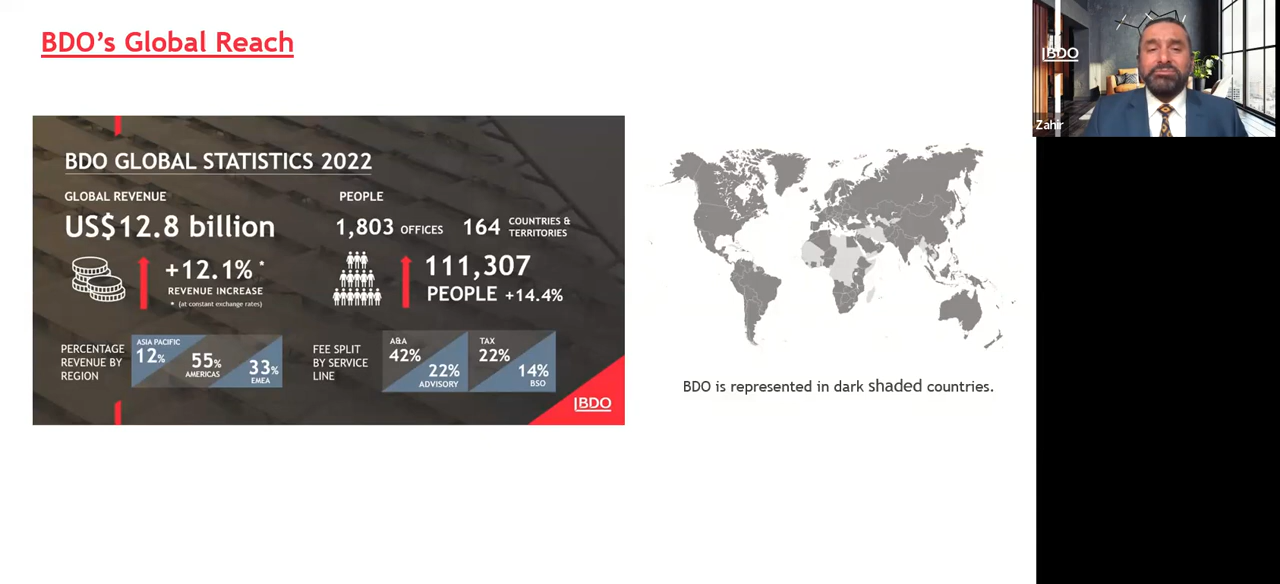 BDO's Global Reach
BDO GLOBAL STATISTICS 2022
GLOBAL REVENUE
US$12.8 billion
+12.1% *
REVENUE INCREASE
* (at constant exchange rates)
PEOPLE
1,803 OFFICES
164 COUNTRIES &
TERRITORIES
111,307
PEOPLE +14.4%
PERCENTAGE
REVENUE BY
REGION
ASIA PACIFIC
12%
55%
AMERICAS
33%
EMEA
FEE SPLIT
BY SERVICE
LINE
A&A
42%
22%
ADVISORY
TAX
22%
14%
BSO
BDO
BDO is represented in dark shaded countries.
BDO
Zahir